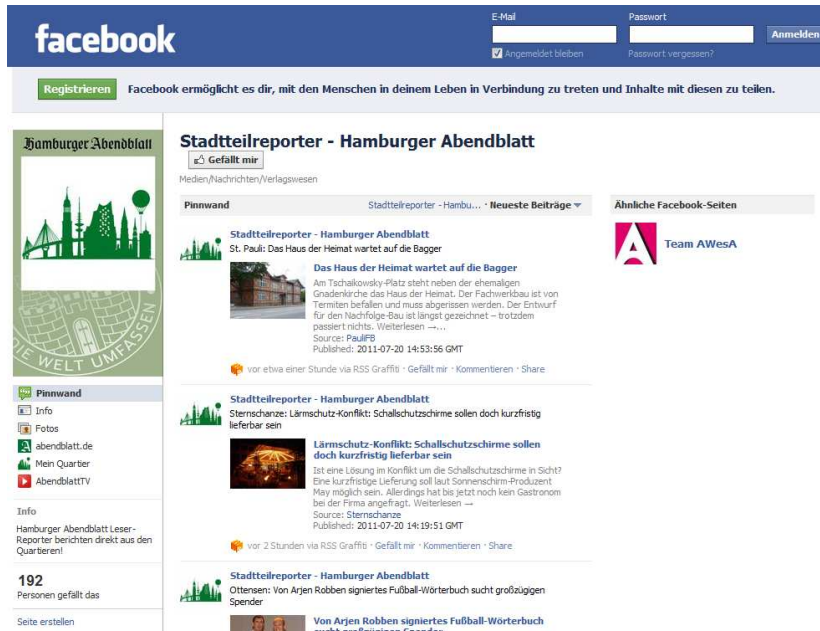 facebook
E-Mail
Passwort
Anmelden
Angemeldet bleiben
Passwort vergessen?
Registrieren
Facebook ermöglicht es dir, mit den Menschen in deinem Leben in Verbindung zu treten und Inhalte mit diesen zu teilen.
Hamburger Abendblatt
DIE WELT UMFASSEN
Pinnwand
Info
Fotos
abendblatt.de
Mein Quartier
AbendblattTV
Info
Hamburger Abendblatt Leser-
Reporter berichten direkt aus den
Quartieren!
192
Personen gefällt das
Seite erstellen
Stadtteilreporter - Hamburger Abendblatt
Gefällt mir
Medien/Nachrichten/Verlagswesen
Pinnwand
Stadtteilreporter - Hambu... · Neueste Beiträge
Stadtteilreporter - Hamburger Abendblatt
St. Pauli: Das Haus der Heimat wartet auf die Bagger
Das Haus der Heimat wartet auf die Bagger
Am Tschaikowsky-Platz steht neben der ehemaligen
Gnadenkirche das Haus der Heimat. Der Fachwerkbau ist von
Termiten befallen und muss abgerissen werden. Der Entwurf
für den Nachfolge-Bau ist längst gezeichnet – trotzdem
passiert nichts. Weiterlesen →...
Source: PauliFB
Published: 2011-07-20 14:53:56 GMT
vor etwa einer Stunde via RSS Graffiti · Gefällt mir · Kommentieren · Share
Stadtteilreporter - Hamburger Abendblatt
Sternschanze: Lärmschutz-Konflikt: Schallschutzschirme sollen doch kurzfristig
lieferbar sein
Lärmschutz-Konflikt: Schallschutzschirme sollen
doch kurzfristig lieferbar sein
Ist eine Lösung im Konflikt um die Schallschutzschirme in Sicht?
Eine kurzfristige Lieferung soll laut Sonnenschirm-Produzent
May möglich sein. Allerdings hat bis jetzt noch kein Gastronom
bei der Firma angefragt. Weiterlesen →
Source: Sternschanze
Published: 2011-07-20 14:19:51 GMT
vor 2 Stunden via RSS Graffiti · Gefällt mir · Kommentieren · Share
Stadtteilreporter - Hamburger Abendblatt
Ottensen: Von Arjen Robben signiertes Fußball-Wörterbuch sucht großzügigen
Spender
Von Arjen Robben signiertes Fußball-Wörterbuch
sucht großzügigen Spender
Ähnliche Facebook-Seiten
Team AWesA